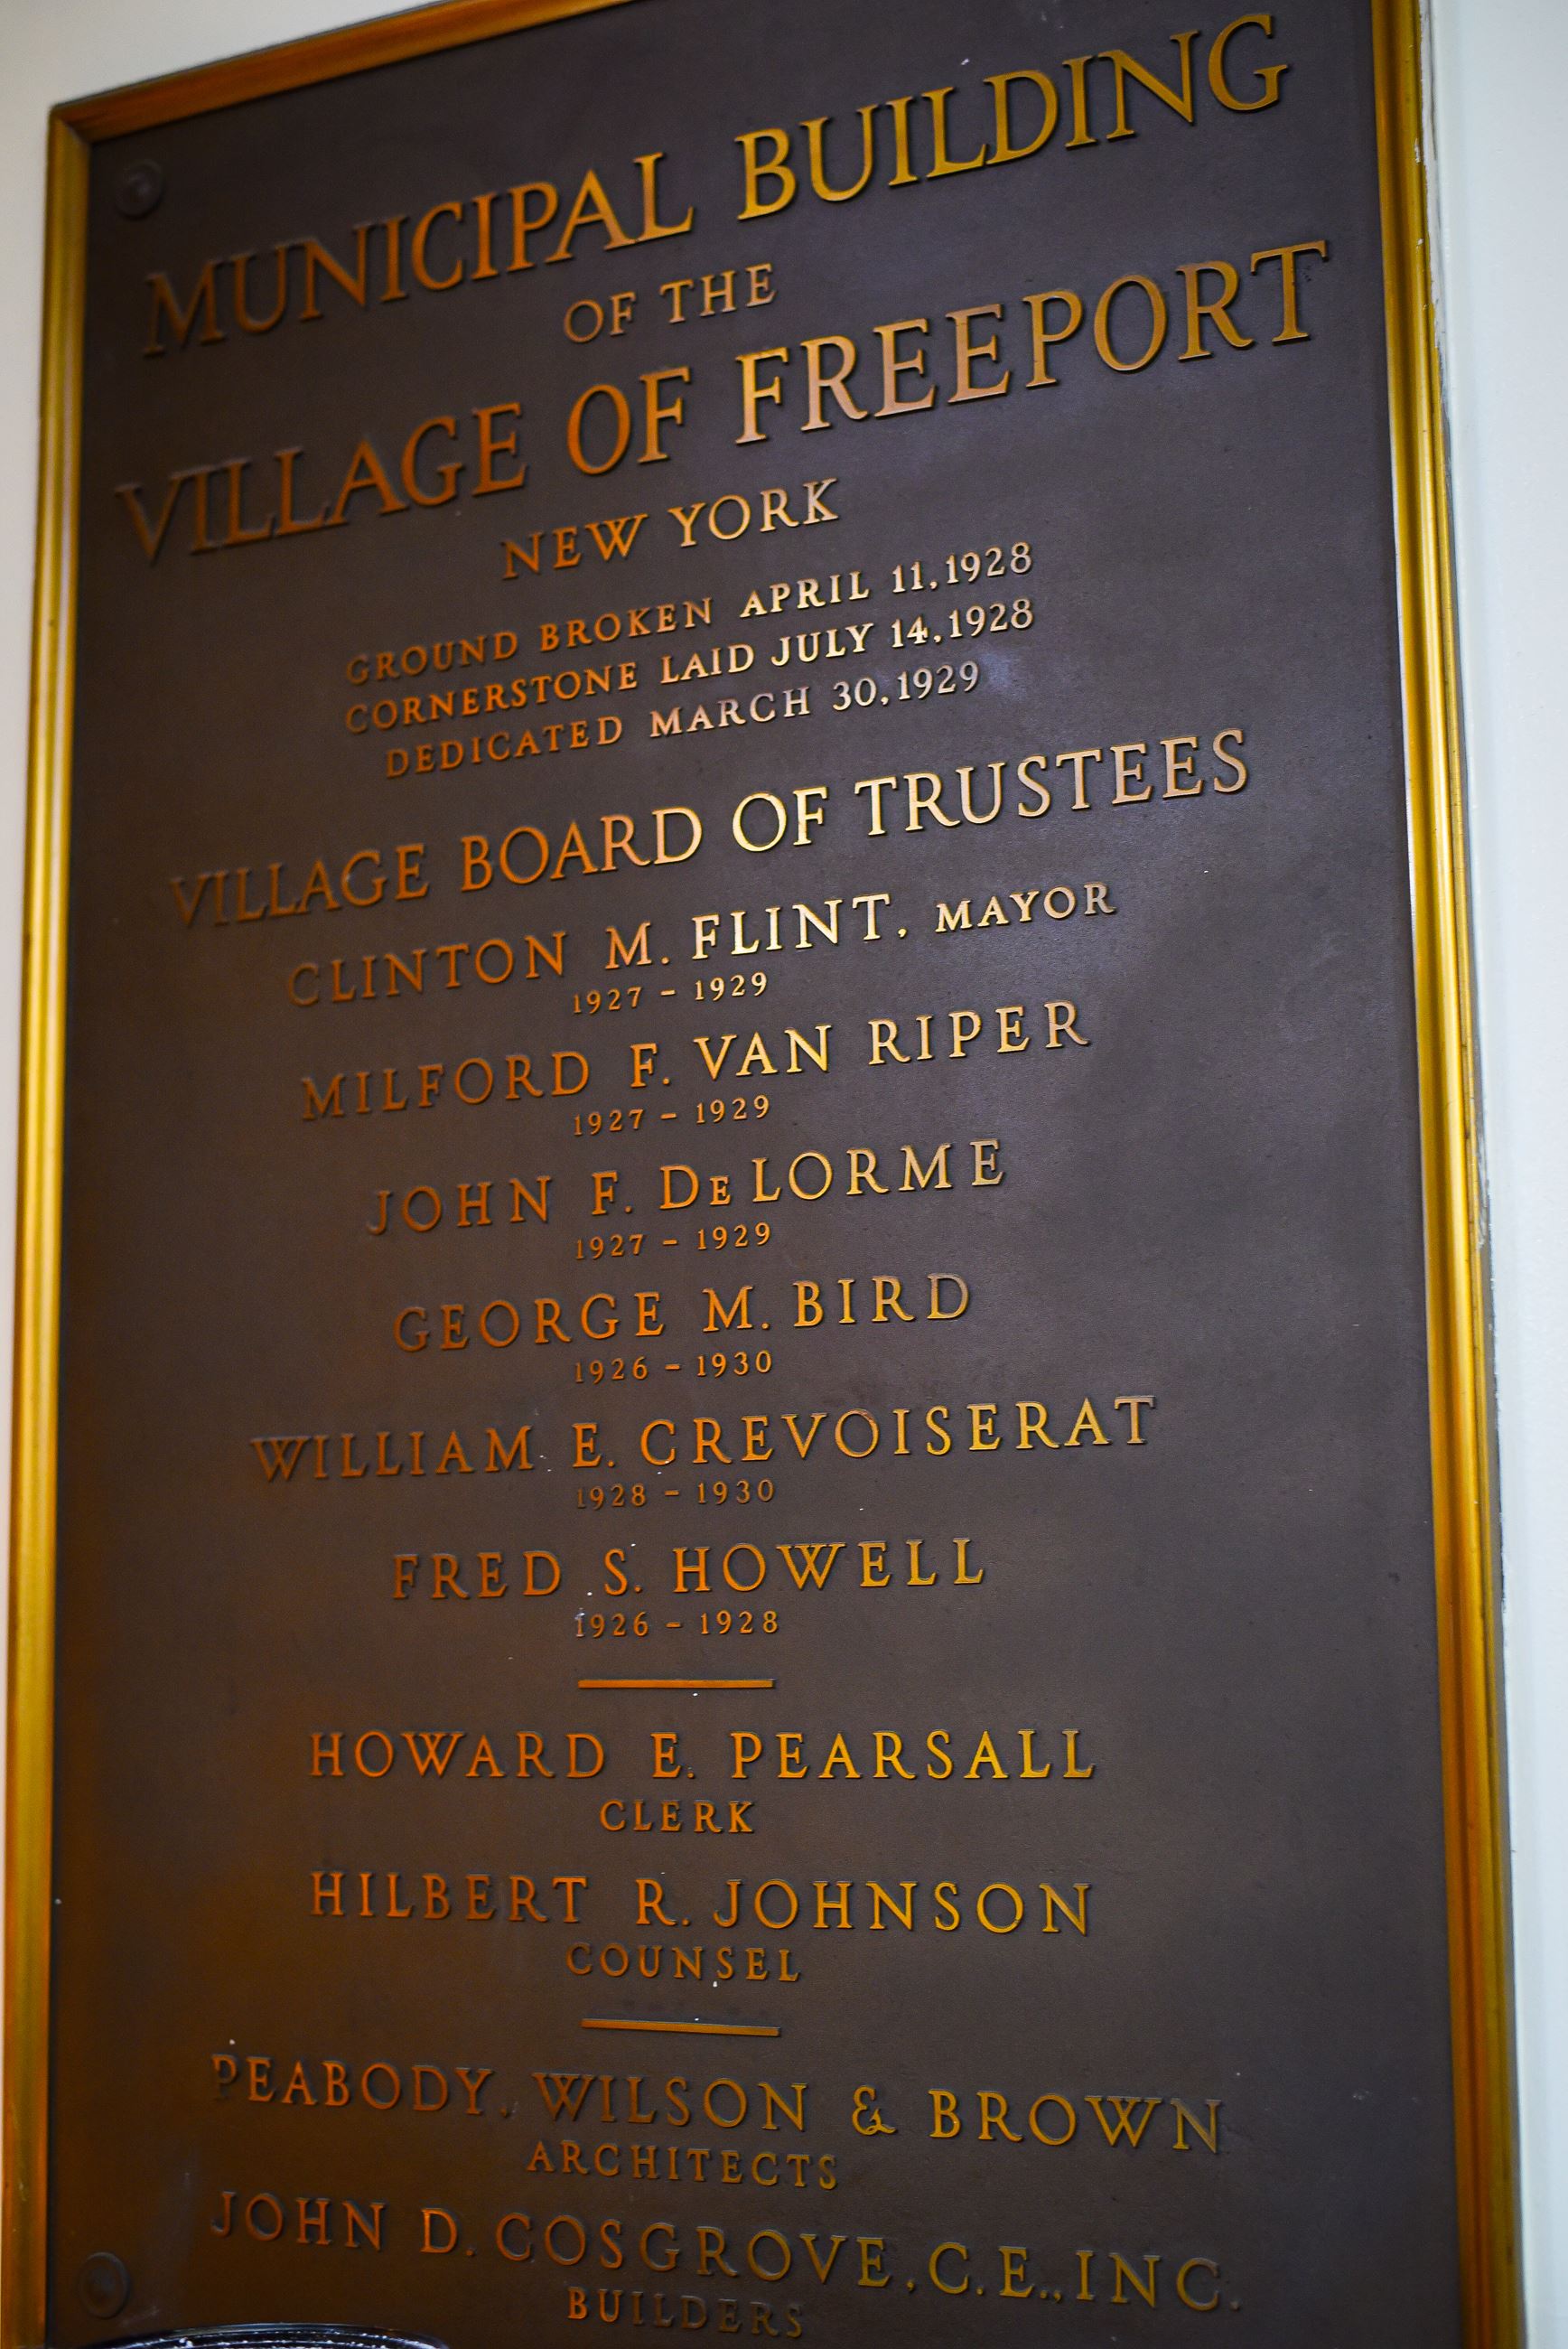 MUNICIPAL BUILDING
OF THE
VILLAGE OF FREEPORT
NEW YORK
GROUND BROKEN APRIL 11, 1928
CORNERSTONE LAID JULY 14, 1928
DEDICATED MARCH 30, 1929
VILLAGE BOARD OF TRUSTEES
CLINTON M. FLINT, MAYOR
1927 - 1929
MILFORD F. VAN RIPER
1927 - 1929
JOHN F. DeLORME
1927 - 1929
GEORGE M. BIRD
1926 - 1930
WILLIAM E. CREVOISERAT
1928 - 1930
FRED S. HOWELL
1926 - 1928
HOWARD E. PEARSALL
CLERK
HILBERT R. JOHNSON
COUNSEL
PEABODY, WILSON & BROWN
ARCHITECTS
JOHN D. COSGROVE, C.E., INC.
BUILDERS